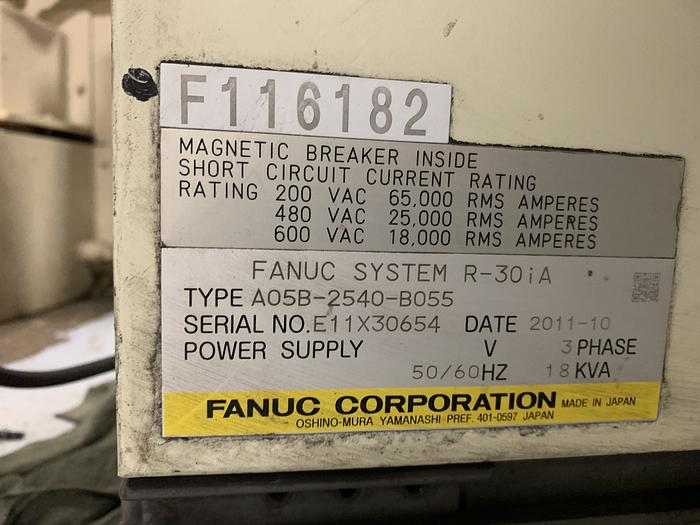 F116182
MAGNETIC BREAKER INSIDE
SHORT CIRCUIT CURRENT RATING
RATING 200 VAC 65,000 RMS AMPERES
480 VAC 25,000 RMS AMPERES
600 VAC 18,000 RMS AMPERES
FANUC SYSTEM R-30iA
TYPE A05B-2540-B055
SERIAL NO. E11X30654 DATE 2011-10
POWER SUPPLY V 3 PHASE
50/60 HZ 18 KVA
FANUC CORPORATION MADE IN JAPAN
OSHINO-MURA YAMANASHI PREF. 401-0597 JAPAN